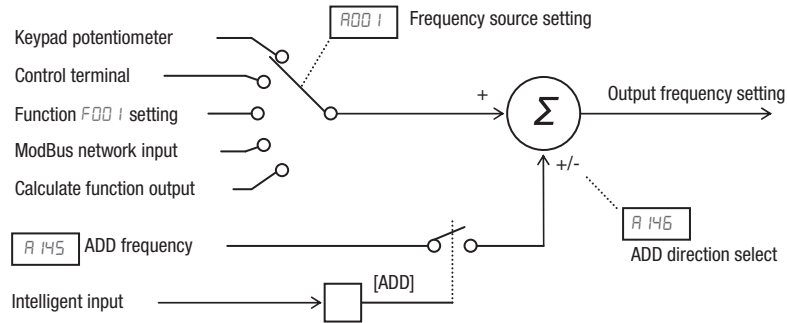 A001 Frequency source setting
Keypad potentiometer
Control terminal
Function F001 setting
ModBus network input
Calculate function output
+
Σ
Output frequency setting
+/-
A146
ADD direction select
A145 ADD frequency
[ADD]
Intelligent input